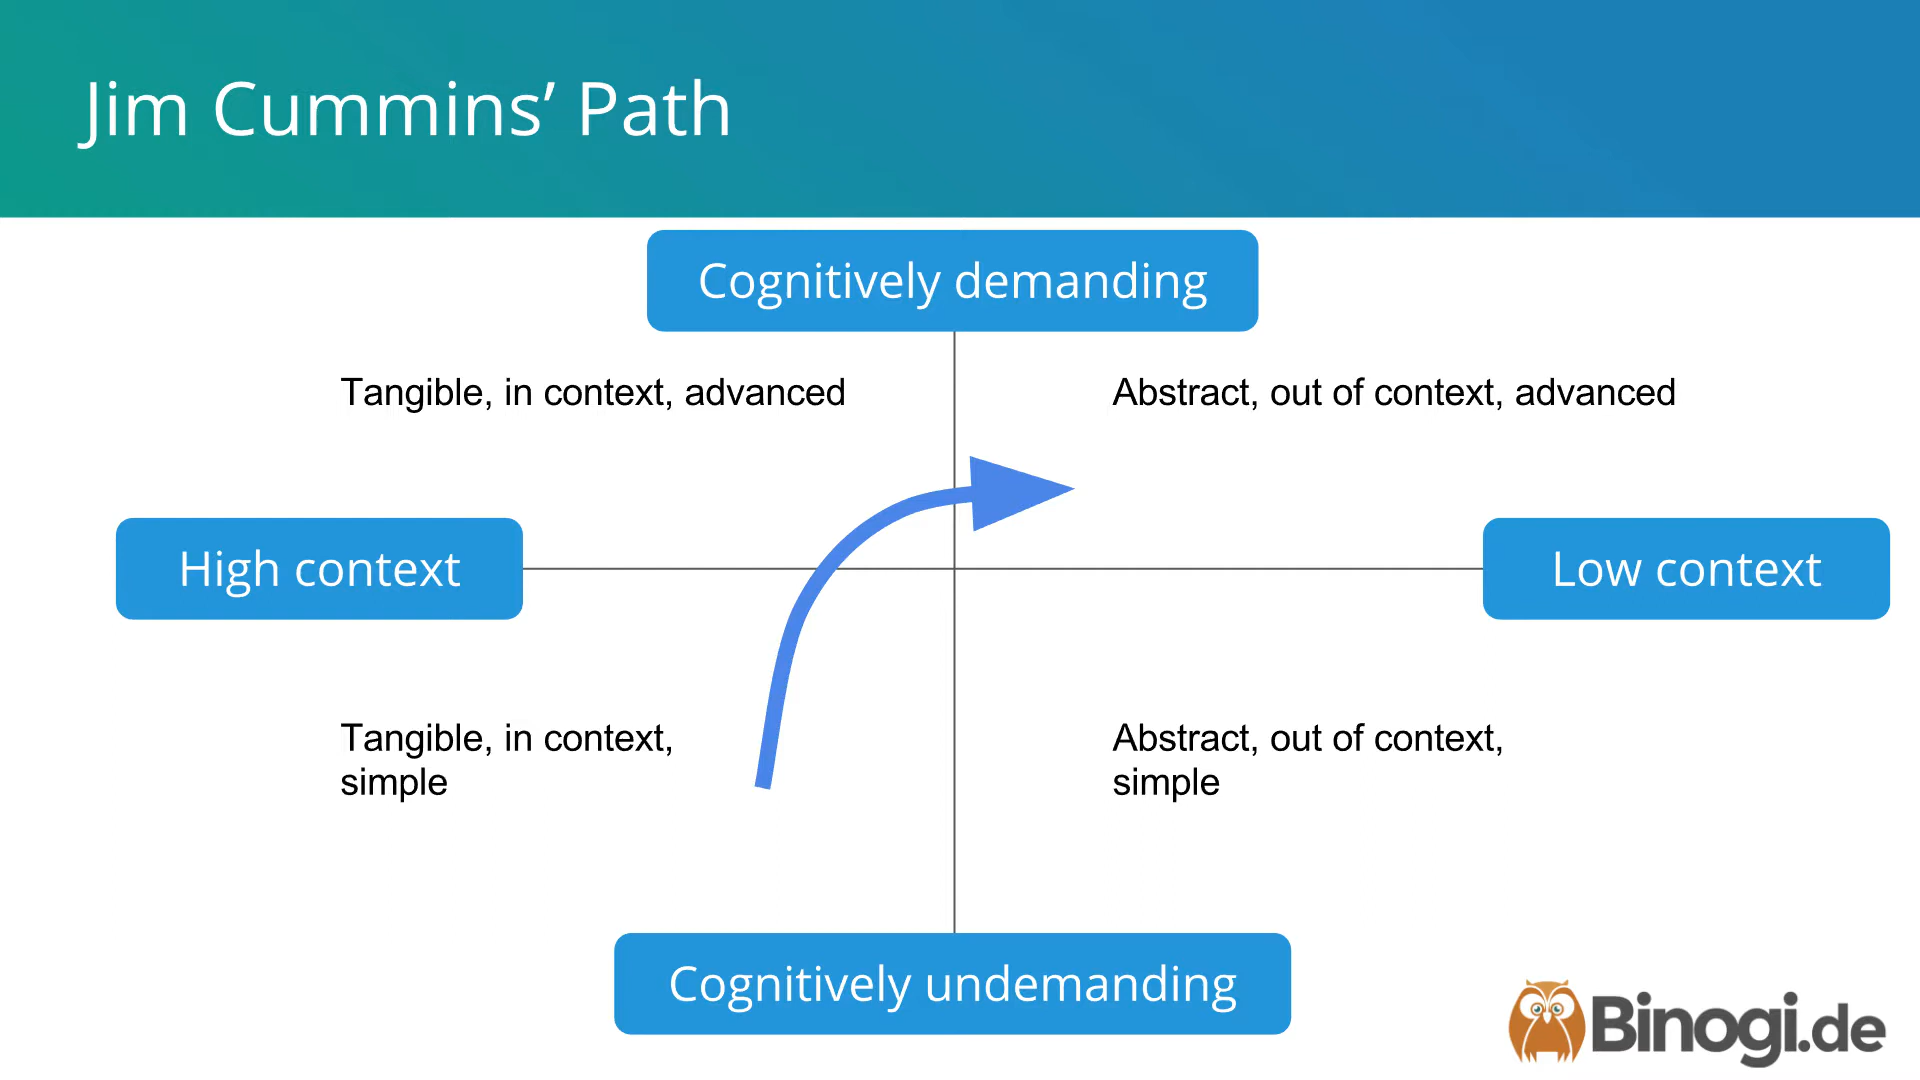 Jim Cummins’ Path
Cognitively demanding
Tangible, in context, advanced
Abstract, out of context, advanced
High context
Low context
Tangible, in context,
simple
Abstract, out of context,
simple
Cognitively undemanding
Binogi.de